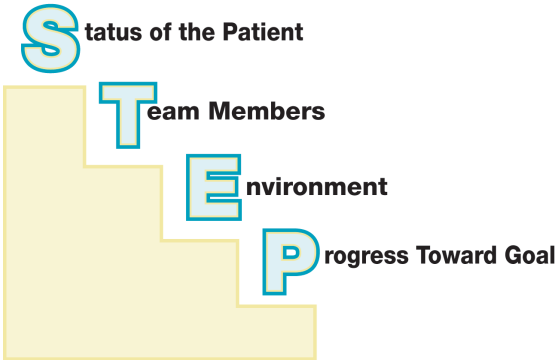 Status of the Patient
Team Members
Environment
Progress Toward Goal